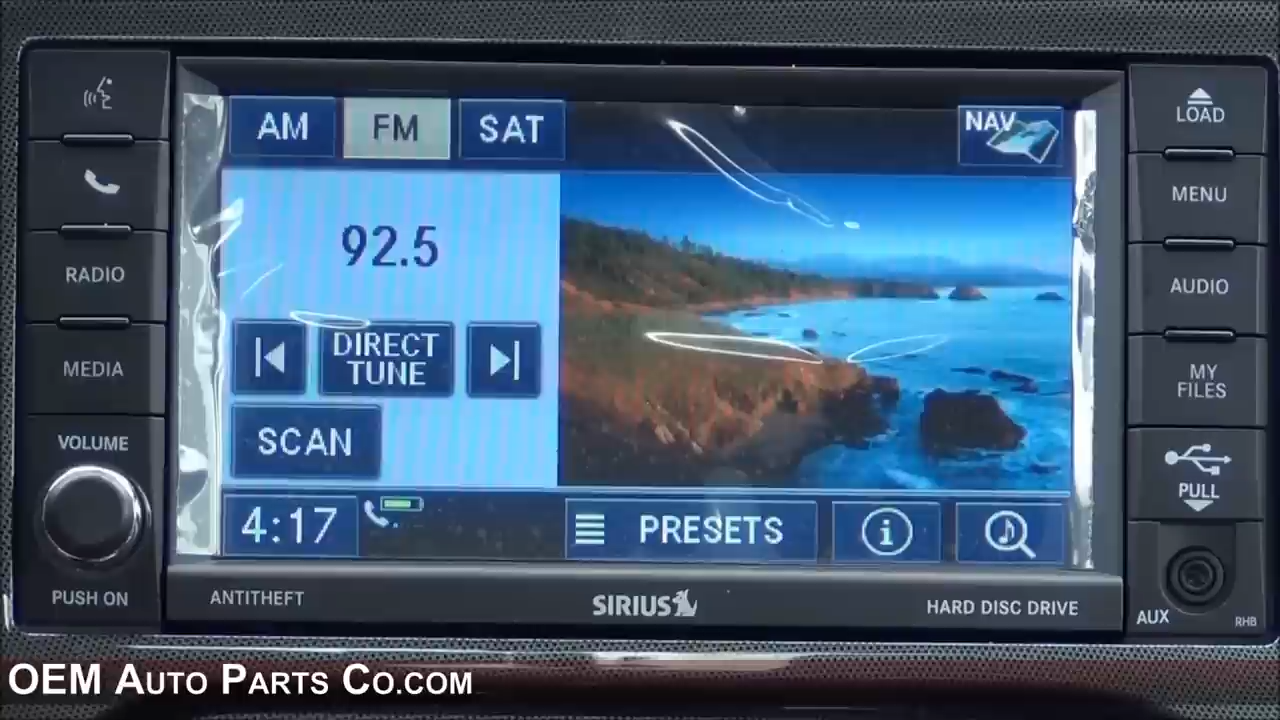 AM
FM
SAT
NAV
LOAD
MENU
RADIO
92.5
AUDIO
DIRECT
TUNE
MEDIA
MY
FILES
VOLUME
SCAN
PULL
4:17
PRESETS
i
PUSH ON
ANTITHEFT
SIRIUS
HARD DISC DRIVE
AUX
RHB
OEM AUTO PARTS CO.COM